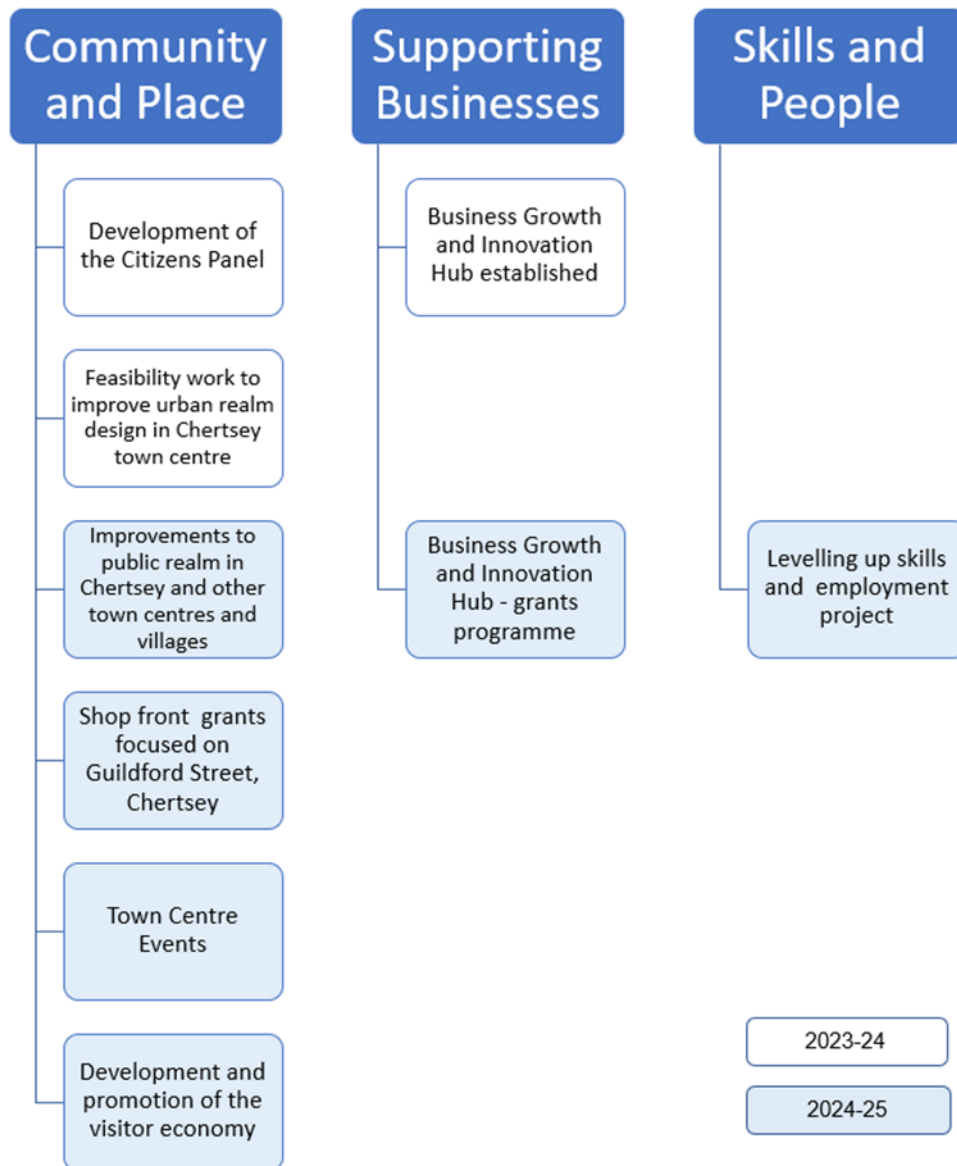 Community
and Place
Development of
the Citizens Panel
Feasibility work to
improve urban realm
design in Chertsey
town centre
Improvements to
public realm in
Chertsey and other
town centres and
villages
Shop front grants
focused on
Guildford Street,
Chertsey
Town Centre
Events
Development and
promotion of the
visitor economy
Supporting
Businesses
Business Growth
and Innovation
Hub established
Business Growth
and Innovation
Hub - grants
programme
Skills and
People
Levelling up skills
and employment
project
2023-24
2024-25